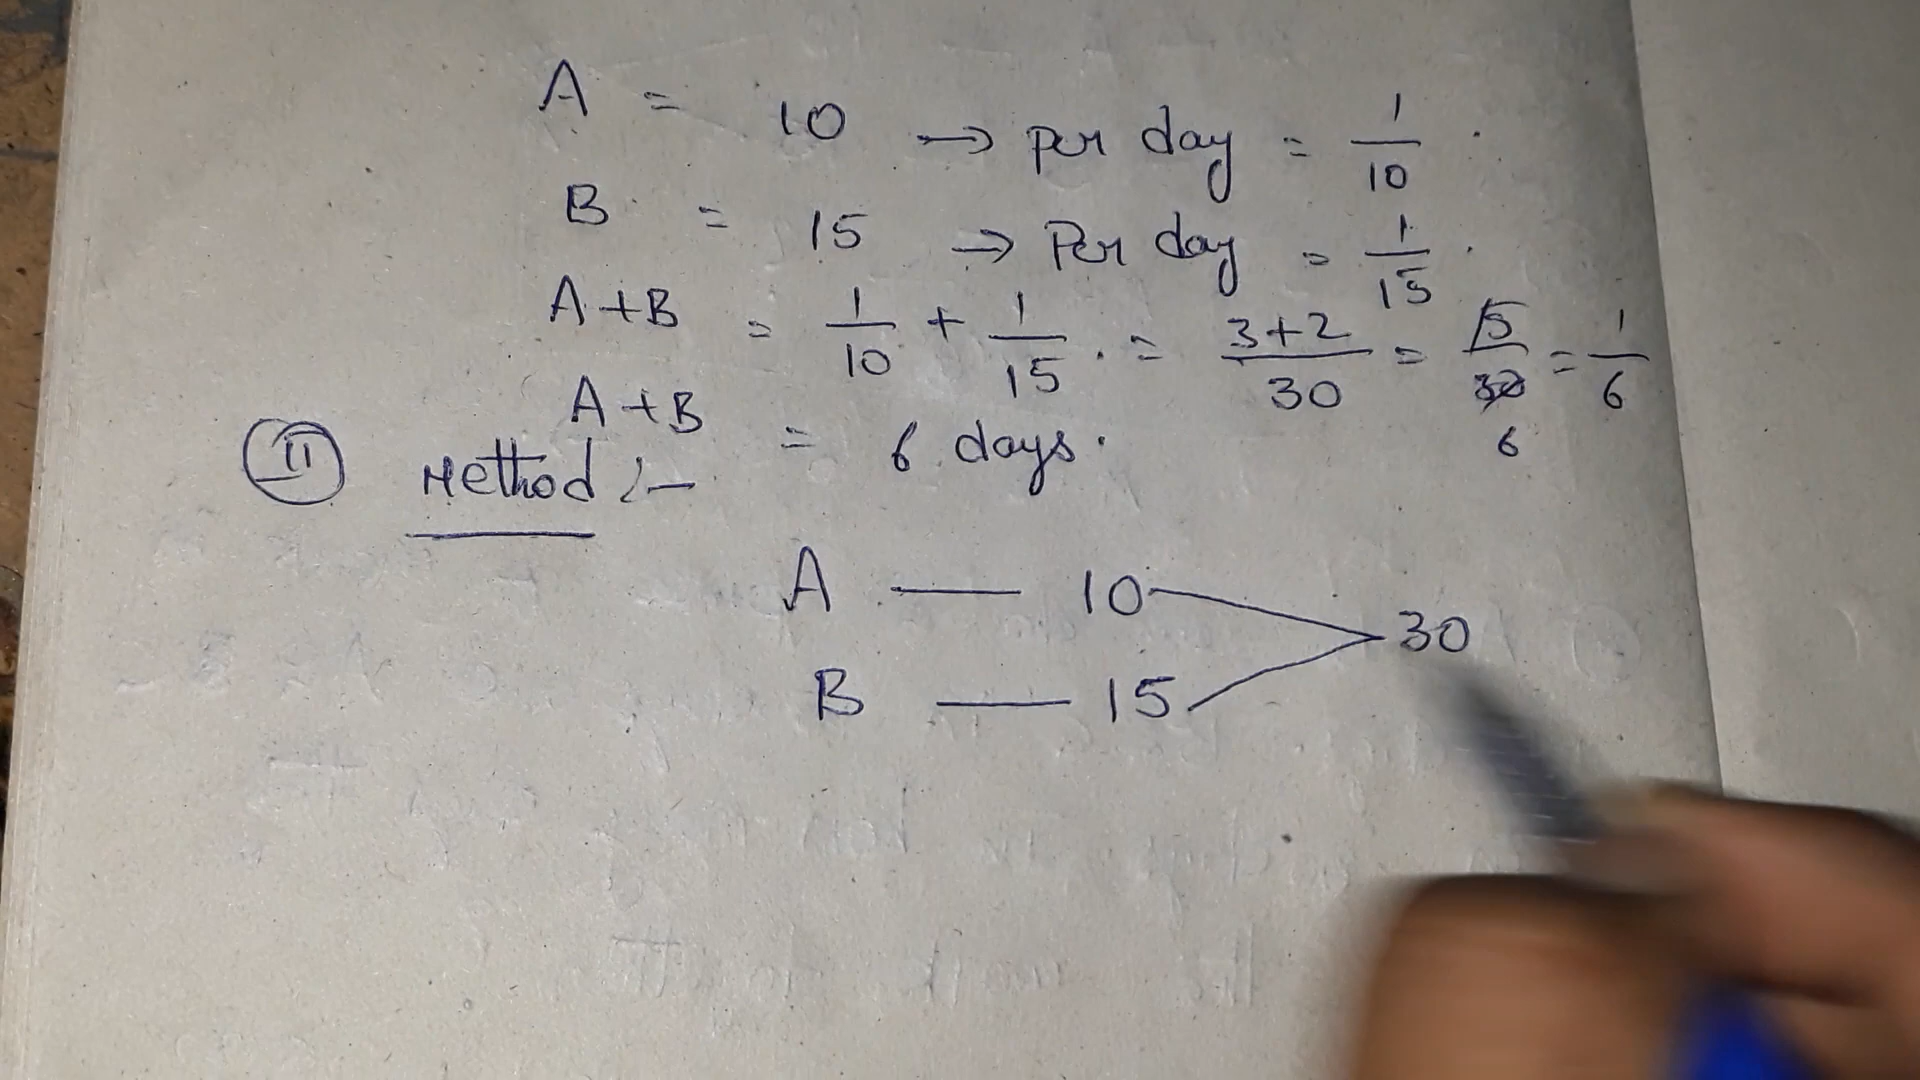 A = 10 → Per day = 1/10 .
B = 15 → Per day = 1/15 .
A+B = 1/10 + 1/15 . = 3+2/30 = 5/30 = 1/6
6
A+B = 6 days.
II Method :-
A — 10
30
B — 15